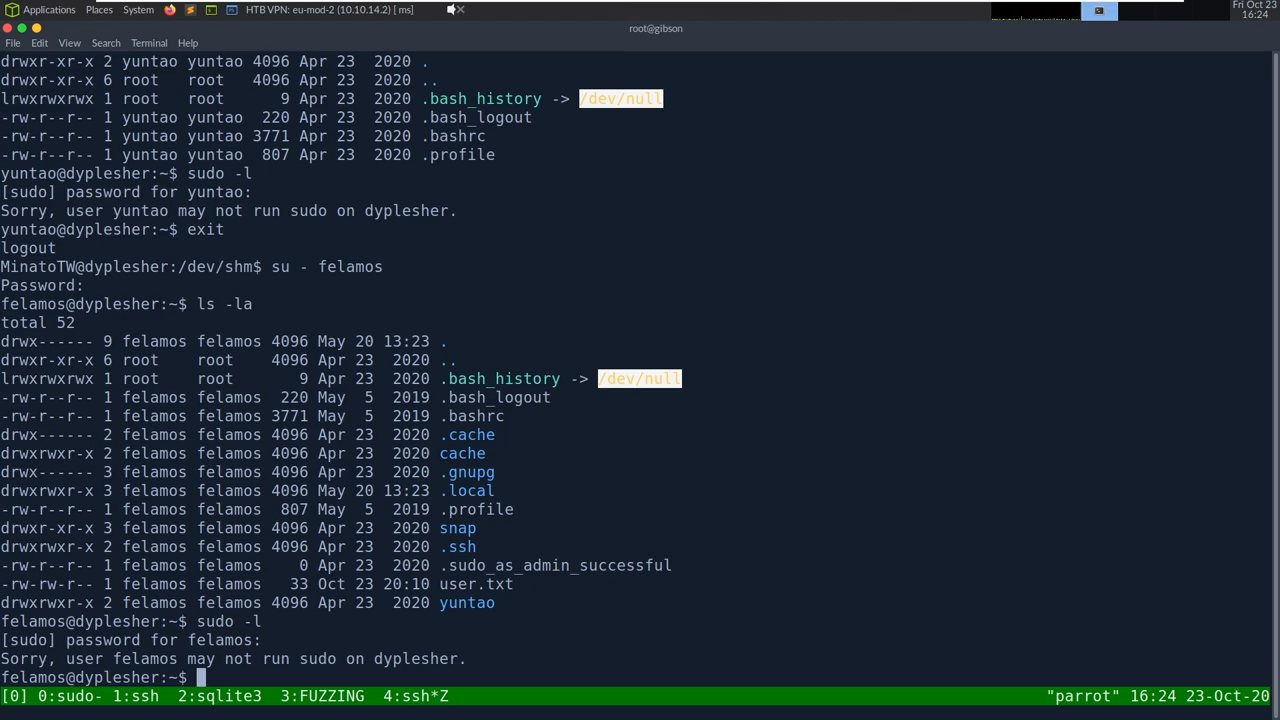 Applications Places System HTB VPN: eu-mod-2 (10.10.14.2) [ ms] Fri Oct 23
16:24
root@gibson
File Edit View Search Terminal Help
drwxr-xr-x 2 yuntao yuntao 4096 Apr 23  2020 .
drwxr-xr-x 6 root   root   4096 Apr 23  2020 ..
lrwxrwxrwx 1 root   root      9 Apr 23  2020 .bash_history -> /dev/null
-rw-r--r-- 1 yuntao yuntao  220 Apr 23  2020 .bash_logout
-rw-r--r-- 1 yuntao yuntao 3771 Apr 23  2020 .bashrc
-rw-r--r-- 1 yuntao yuntao  807 Apr 23  2020 .profile
yuntao@dyplesher:~$ sudo -l
[sudo] password for yuntao:
Sorry, user yuntao may not run sudo on dyplesher.
yuntao@dyplesher:~$ exit
logout
MinatoTW@dyplesher:/dev/shm$ su - felamos
Password:
felamos@dyplesher:~$ ls -la
total 52
drwx------ 9 felamos felamos 4096 May 20 13:23 .
drwxr-xr-x 6 root    root    4096 Apr 23  2020 ..
lrwxrwxrwx 1 root    root       9 Apr 23  2020 .bash_history -> /dev/null
-rw-r--r-- 1 felamos felamos  220 May  5  2019 .bash_logout
-rw-r--r-- 1 felamos felamos 3771 May  5  2019 .bashrc
drwx------ 2 felamos felamos 4096 Apr 23  2020 .cache
drwxrwxr-x 2 felamos felamos 4096 Apr 23  2020 cache
drwx------ 3 felamos felamos 4096 Apr 23  2020 .gnupg
drwxrwxr-x 3 felamos felamos 4096 May 20 13:23 .local
-rw-r--r-- 1 felamos felamos  807 May  5  2019 .profile
drwxr-xr-x 3 felamos felamos 4096 Apr 23  2020 snap
drwxrwxr-x 2 felamos felamos 4096 Apr 23  2020 .ssh
-rw-r--r-- 1 felamos felamos    0 Apr 23  2020 .sudo_as_admin_successful
-rw-rw-r-- 1 felamos felamos   33 Oct 23 20:10 user.txt
drwxrwxr-x 2 felamos felamos 4096 Apr 23  2020 yuntao
felamos@dyplesher:~$ sudo -l
[sudo] password for felamos:
Sorry, user felamos may not run sudo on dyplesher.
felamos@dyplesher:~$
[0] 0:sudo- 1:ssh  2:sqlite3  3:FUZZING  4:ssh*Z "parrot" 16:24 23-Oct-20